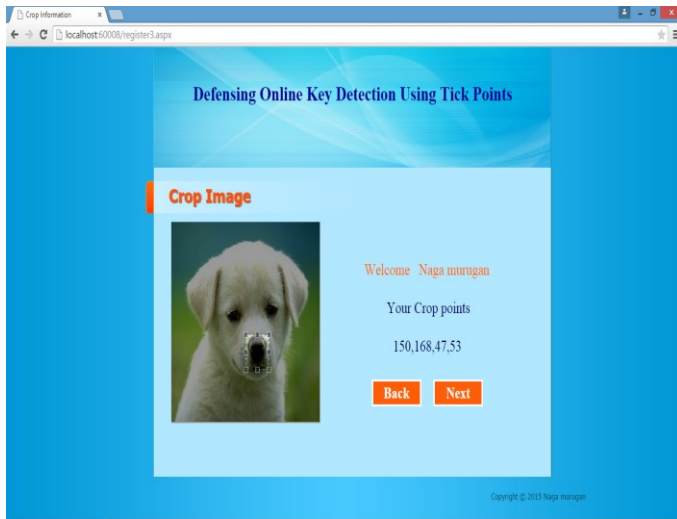 Crop Information
localhost:60008/register3.aspx
Defensing Online Key Detection Using Tick Points
Crop Image
Welcome Naga murugan
Your Crop points
150,168,47,53
Back Next
Copyright © 2015 Naga murugan